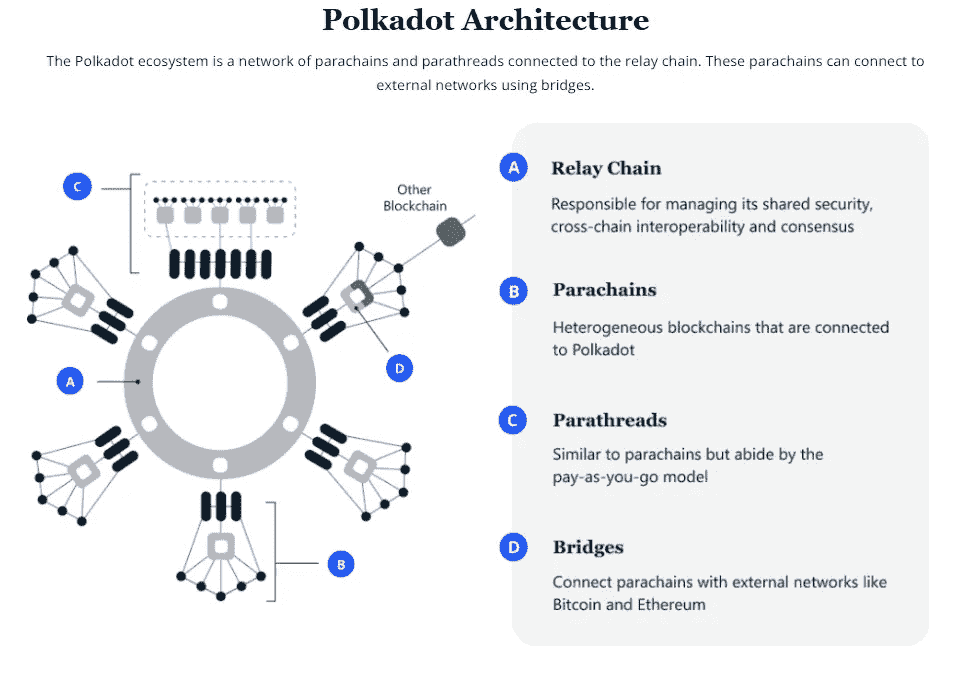 Polkadot Architecture
The Polkadot ecosystem is a network of parachains and parathreads connected to the relay chain. These parachains can connect to
external networks using bridges.
C
Other
Blockchain
D
A
B
A
Relay Chain
Responsible for managing its shared security,
cross-chain interoperability and consensus
B
Parachains
Heterogeneous blockchains that are connected
to Polkadot
C
Parathreads
Similar to parachains but abide by the
pay-as-you-go model
D
Bridges
Connect parachains with external networks like
Bitcoin and Ethereum